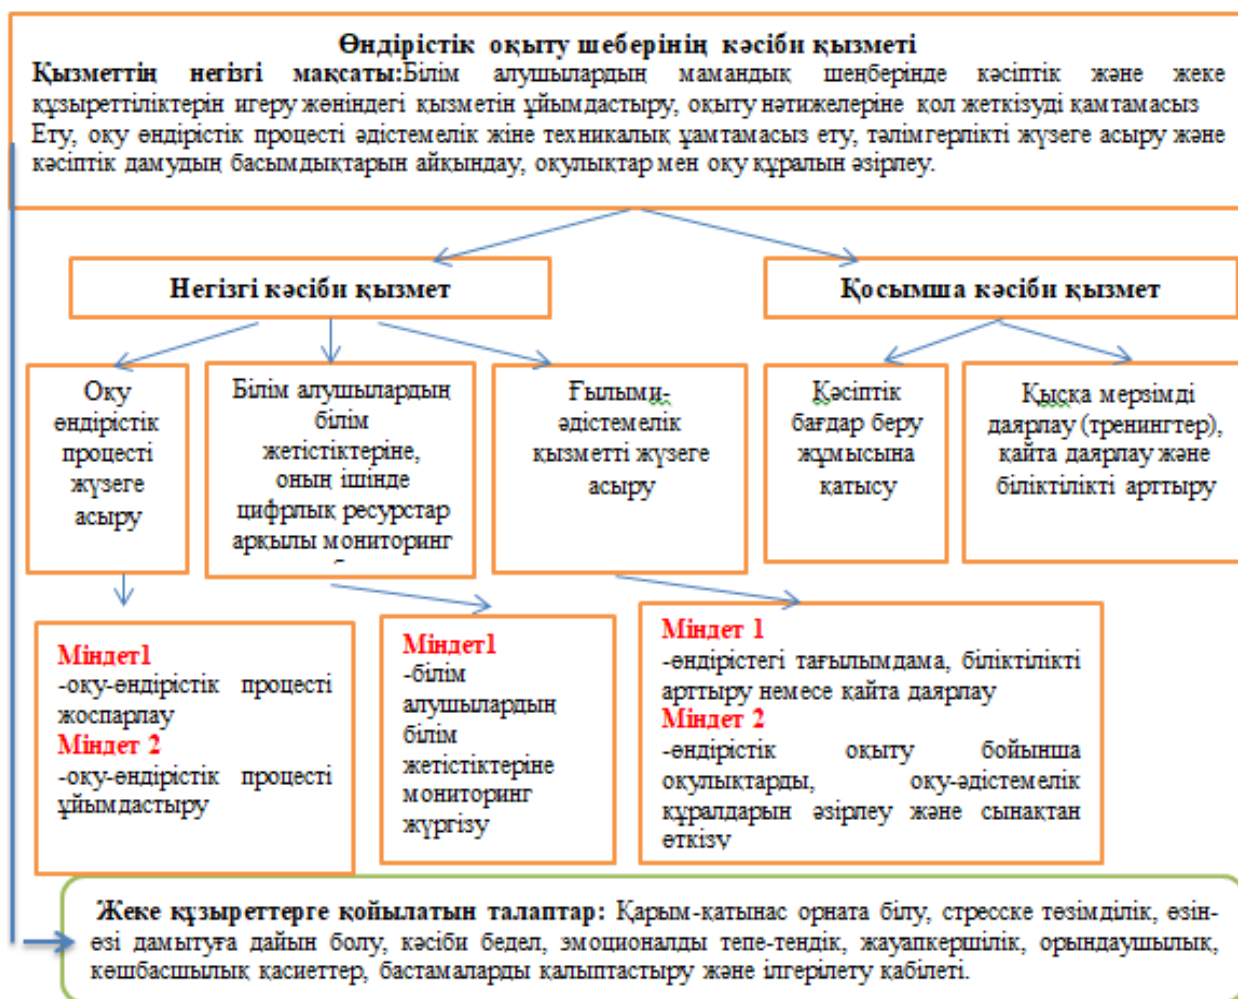 Өндірістік оқыту шеберінің кәсіби қызметі
Қызметтің негізгі мақсаты:Білім алушылардың мамандық шеңберінде кәсіптік және жеке
құзыреттіліктерін игеру жөніндегі қызметін ұйымдастыру, оқыту нәтижелеріне қол жеткізуді қамтамасыз
Ету, оқу өндірістік процесті әдістемелік жіне техникалық ұамтамасыз ету, тәлімгерлікті жүзеге асыру және
кәсіптік дамудың басымдықтарын айқындау, оқулықтар мен оқу құралын әзірлеу.
Негізгі кәсіби қызмет
Қосымша кәсіби қызмет
Оқу
өндірістік
процесті
жүзеге
асыру
Білім алушылардың
білім
жетістіктеріне,
оның ішінде
цифрлық ресурстар
арқылы мониторинг
Ғылыми-
әдістемелік
қызметті жүзеге
асыру
Кәсіптік
бағдар беру
жұмысына
қатысу
Қысқа мерзімді
даярлау (тренингтер),
қайта даярлау және
біліктілікті арттыру
Міндет1
-оқу-өндірістік процесті
жоспарлау
Міндет 2
-оқу-өндірістік процесті
ұйымдастыру
Міндет1
-білім
алушылардың
білім
жетістіктеріне
мониторинг
жүргізу
Міндет 1
-өндірістегі тағылымдама, біліктілікті
арттыру немесе қайта даярлау
Міндет 2
-өндірістік оқыту бойынша
оқулықтарды, оқу-әдістемелік
құралдарын әзірлеу және сынақтан
өткізу
Жеке құзыреттерге қойылатын талаптар: Қарым-қатынас орната білу, стресске төзімділік, өзін-
өзі дамытуға дайын болу, кәсіби бедел, эмоционалды тепе-теңдік, жауапкершілік, орындаушылық,
көшбасшылық қасиеттер, бастамаларды қалыптастыру және ілгерілету қабілеті.